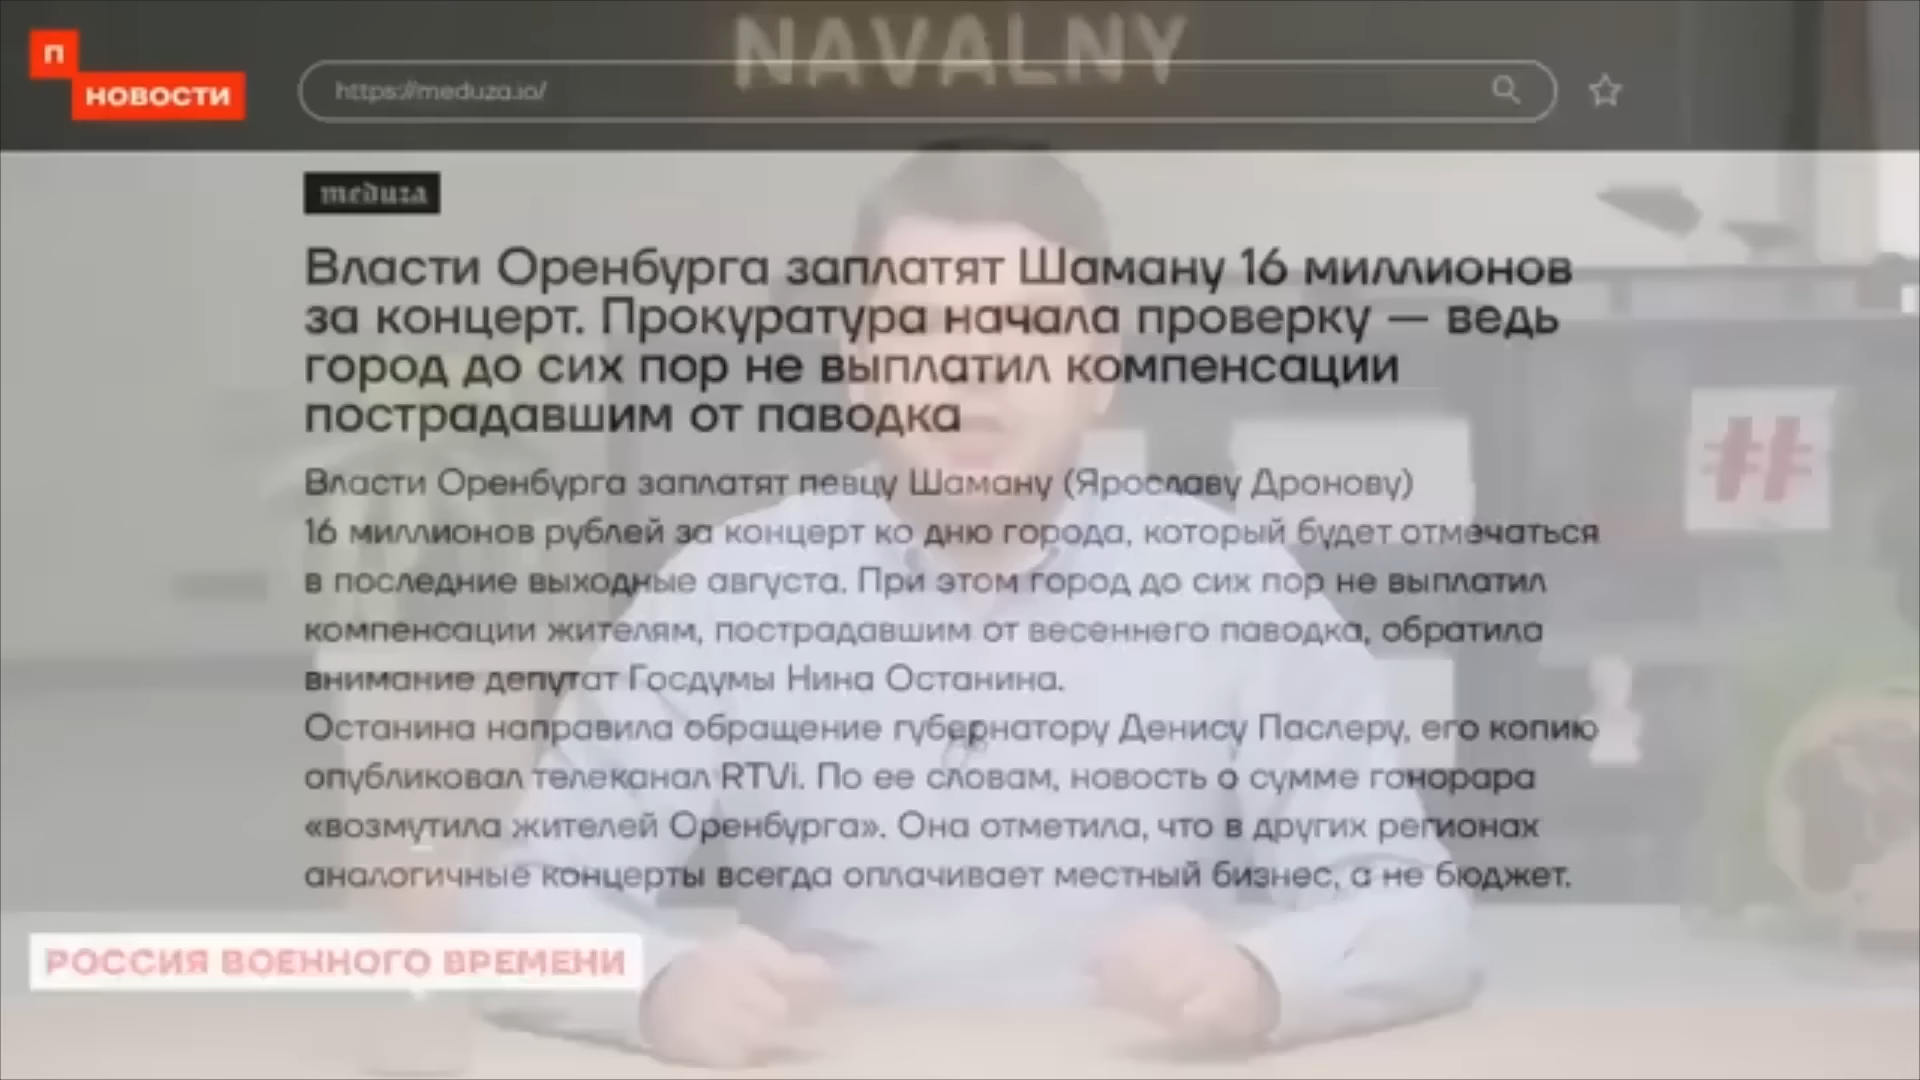 NAVALNY
П
НОВОСТИ
https://meduza.io/
meduza
Власти Оренбурга заплатят Шаману 16 миллионов
за концерт. Прокуратура начала проверку — ведь
город до сих пор не выплатил компенсации
пострадавшим от паводка
Власти Оренбурга заплатят певцу Шаману (Ярославу Дронову)
16 миллионов рублей за концерт ко дню города, который будет отмечаться
в последние выходные августа. При этом город до сих пор не выплатил
компенсации жителям, пострадавшим от весеннего паводка, обратила
внимание депутат Госдумы Нина Останина.
Останина направила обращение губернатору Денису Паслеру, его копию
опубликовал телеканал RTVi. По ее словам, новость о сумме гонорара
«возмутила жителей Оренбурга». Она отметила, что в других регионах
аналогичные концерты всегда оплачивает местный бизнес, а не бюджет.
#
РОССИЯ ВОЕННОГО ВРЕМЕНИ